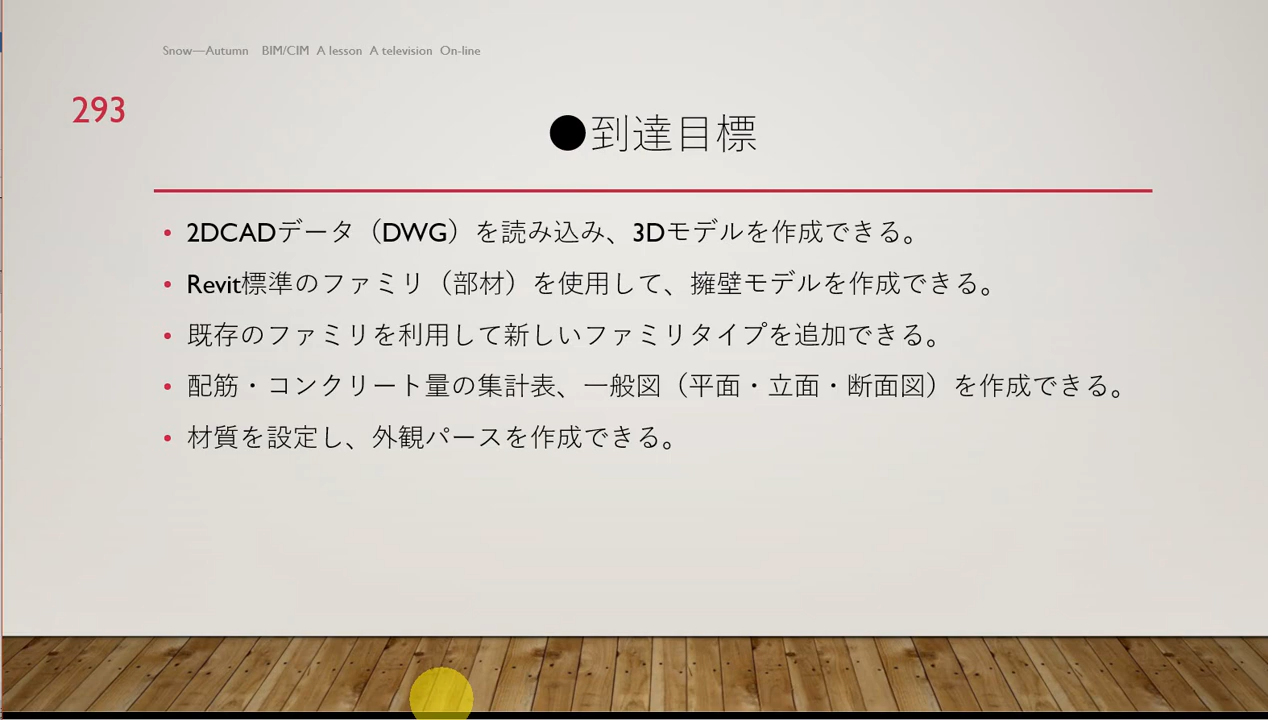 Snow—Autumn BIM/CIM A lesson A television On-line
293
●到達目標
• 2DCADデータ（DWG）を読み込み、3Dモデルを作成できる。
• Revit標準のファミリ（部材）を使用して、擁壁モデルを作成できる。
• 既存のファミリを利用して新しいファミリタイプを追加できる。
• 配筋・コンクリート量の集計表、一般図（平面・立面・断面図）を作成できる。
• 材質を設定し、外観パースを作成できる。